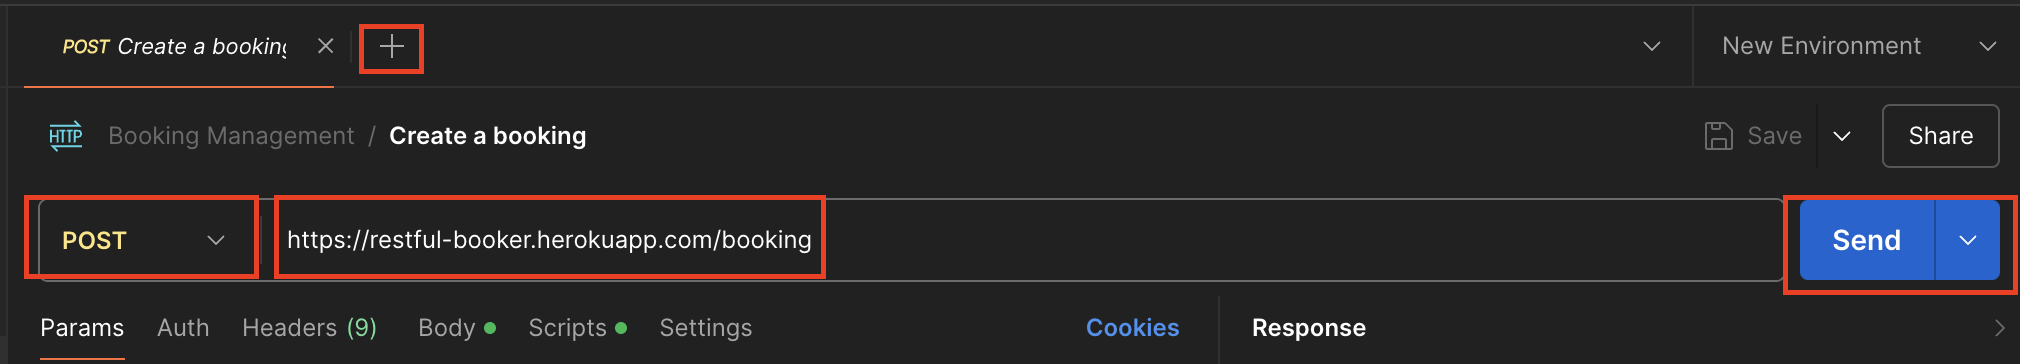 POST Create a booking
New Environment
HTTP Booking Management / Create a booking
Save
Share
POST
https://restful-booker.herokuapp.com/booking
Send
Params Auth Headers (9) Body Scripts Settings Cookies Response